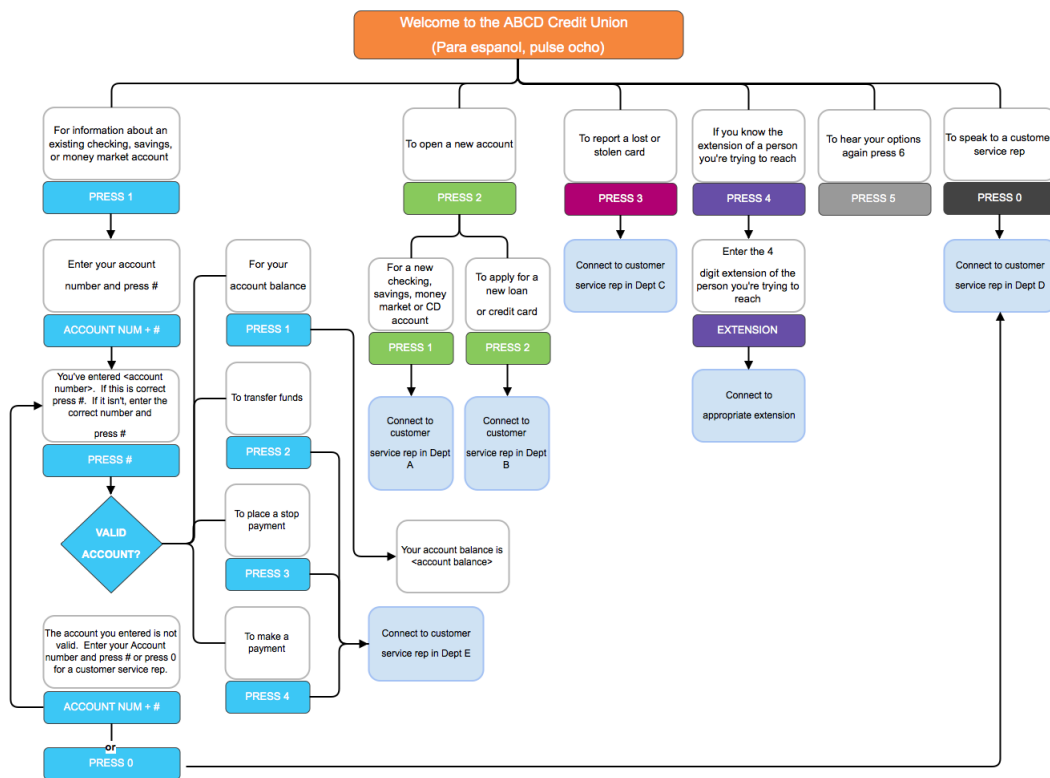 Welcome to the ABCD Credit Union
(Para espanol, pulse ocho)
For information about an
existing checking, savings,
or money market account
PRESS 1
To open a new account
PRESS 2
To report a lost or
stolen card
PRESS 3
If you know the
extension of a person
you're trying to reach
PRESS 4
To hear your options
again press 6
PRESS 5
To speak to a customer
service rep
PRESS 0
Enter your account
number and press #
ACCOUNT NUM + #
You've entered <account
number>. If this is correct
press #. If it isn't, enter the
correct number and
press #
PRESS #
VALID
ACCOUNT?
The account you entered is not
valid. Enter your Account
number and press # or press 0
for a customer service rep.
ACCOUNT NUM + #
or
PRESS 0
For your
account balance
PRESS 1
To transfer funds
PRESS 2
To place a stop
payment
PRESS 3
To make a
payment
PRESS 4
For a new
checking,
savings, money
market or CD
account
PRESS 1
To apply for a
new loan
or credit card
PRESS 2
Connect to
customer
service rep in Dept
A
Connect to
customer
service rep in Dept
B
Your account balance is
<account balance>
Connect to customer
service rep in Dept E
Connect to customer
service rep in Dept C
Enter the 4
digit extension of the
person you're trying to
reach
EXTENSION
Connect to
appropriate extension
Connect to customer
service rep in Dept D